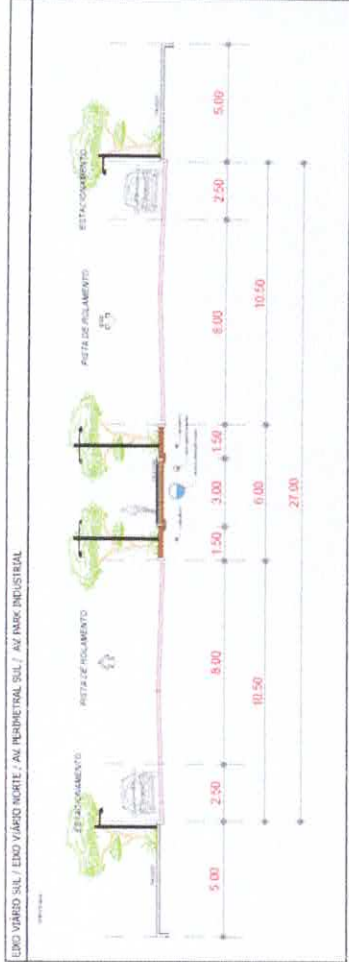 EIXO VIÁRIO SUL / EIXO VIÁRIO NORTE / AV. PERIMETRAL SUL / AV. PARK INDUSTRIAL
ESTACIONAMENTO
PISTA DE ROLAMENTO
PISTA DE ROLAMENTO
ESTACIONAMENTO
5.00
2.50
8.00
1.50
3.00
1.50
8.00
2.50
5.00
10.50
6.00
10.50
27.00